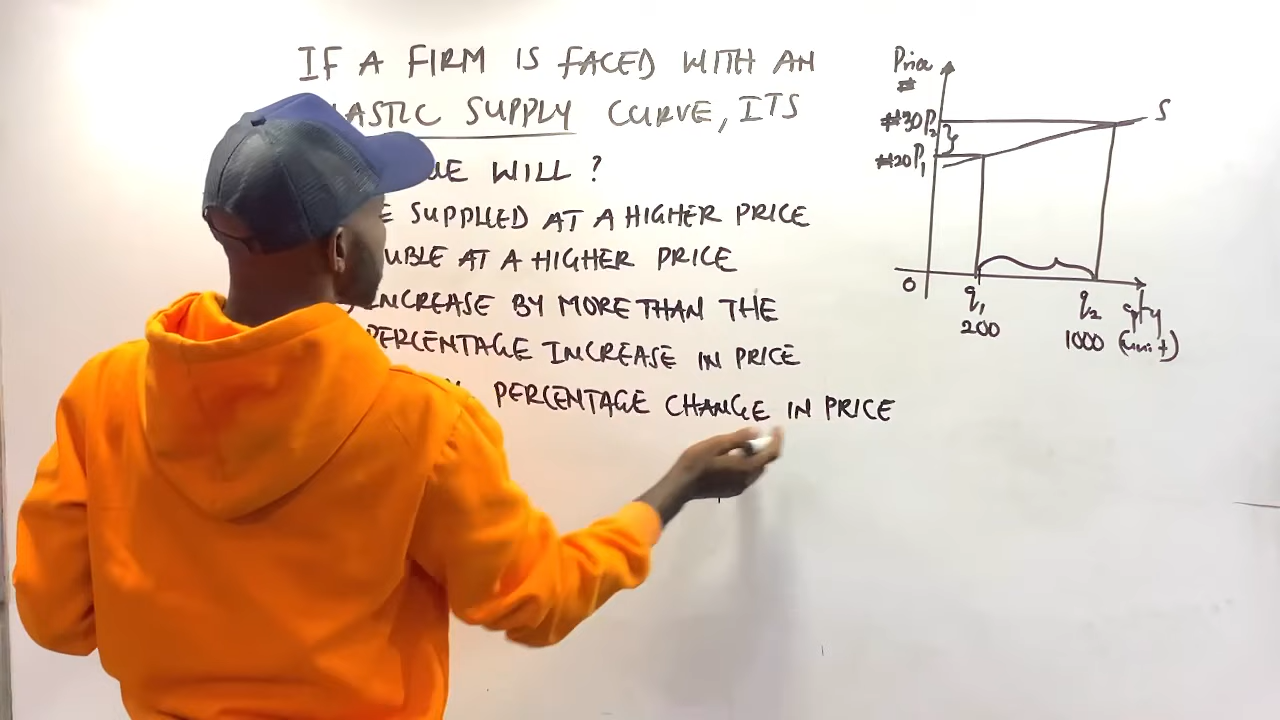 IF A FIRM IS FACED WITH AN
ASTIC SUPPLY CURVE, ITS
UE WILL ?
E SUPPLIED AT A HIGHER PRICE
UBLE AT A HIGHER PRICE
INCREASE BY MORE THAN THE
PERCENTAGE INCREASE IN PRICE
PERCENTAGE CHANGE IN PRICE
Price
#
#30 P2
#20 P1
S
0
q1
200
q2
1000
qty
(unit)